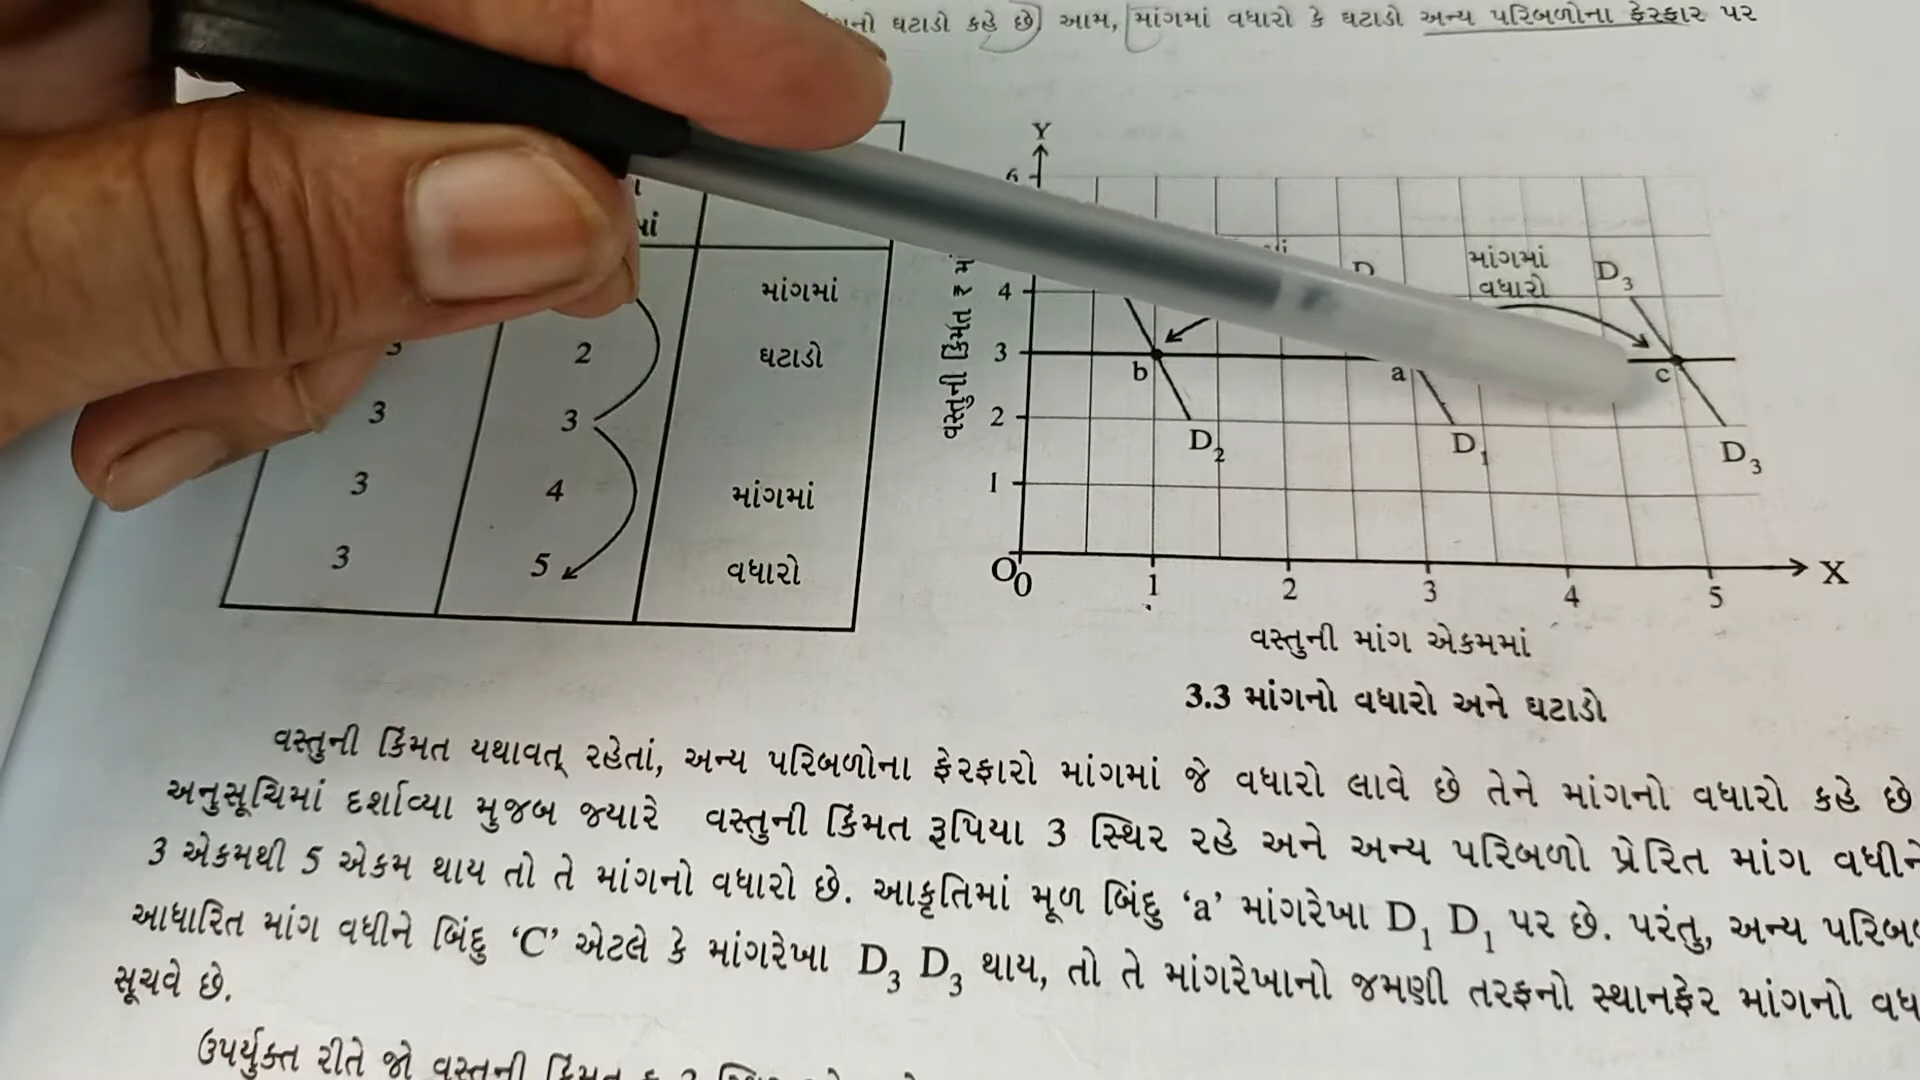 ઘટાડો કહે છે) આમ, માંગમાં વધારો કે ઘટાડો અન્ય પરિબળોના ફેરફાર પર
માંગમાં
2 ઘટાડો
3 3
3 4 માંગમાં
3 5 વધારો
Y
6
માંગમાં D3
વધારો
4
3
b a c
2
D2 D1 D3
1
O
0 1 2 3 4 5 X
વસ્તુની કિંમત ₹ માં
વસ્તુની માંગ એકમમાં
3.3 માંગનો વધારો અને ઘટાડો
વસ્તુની કિંમત યથાવત્ રહેતાં, અન્ય પરિબળોના ફેરફારો માંગમાં જે વધારો લાવે છે તેને માંગનો વધારો કહે છે
અનુસૂચિમાં દર્શાવ્યા મુજબ જ્યારે વસ્તુની કિંમત રૂપિયા 3 સ્થિર રહે અને અન્ય પરિબળો પ્રેરિત માંગ વધીને
3 એકમથી 5 એકમ થાય તો તે માંગનો વધારો છે. આકૃતિમાં મૂળ બિંદુ ‘a’ માંગરેખા D1 D1 પર છે. પરંતુ, અન્ય
આધારિત માંગ વધીને બિંદુ ‘C’ એટલે કે માંગરેખા D3 D3 થાય, તો તે માંગરેખાનો જમણી તરફનો સ્થાનફેર માંગનો
સૂચવે છે.
ઉપર્યુક્ત રીતે જો વસ્તુની